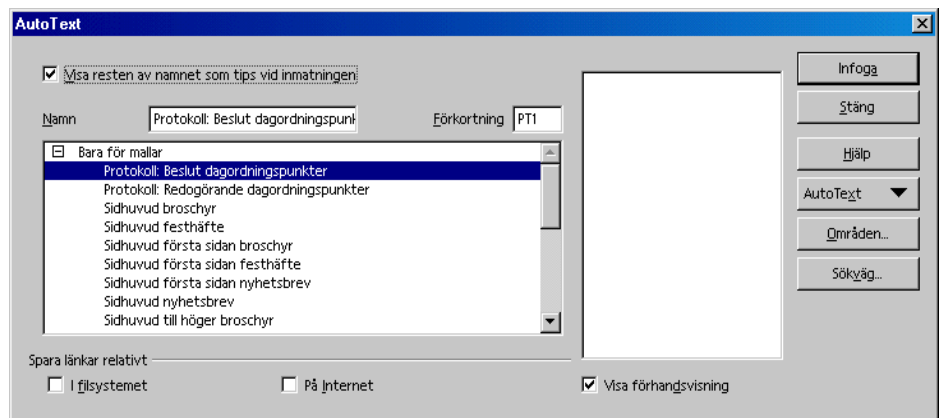 AutoText
Visa resten av namnet som tips vid inmatningen
Namn
Protokoll: Beslut dagordningspunk
Förkortning
PT1
Bara för mallar
Protokoll: Beslut dagordningspunkter
Protokoll: Redogörande dagordningspunkter
Sidhuvud broschyr
Sidhuvud festhäfte
Sidhuvud första sidan broschyr
Sidhuvud första sidan festhäfte
Sidhuvud första sidan nyhetsbrev
Sidhuvud nyhetsbrev
Sidhuvud till höger broschyr
Spara länkar relativt
I filsystemet
På Internet
Visa förhandsvisning
Infoga
Stäng
Hjälp
AutoText
Områden...
Sökväg...